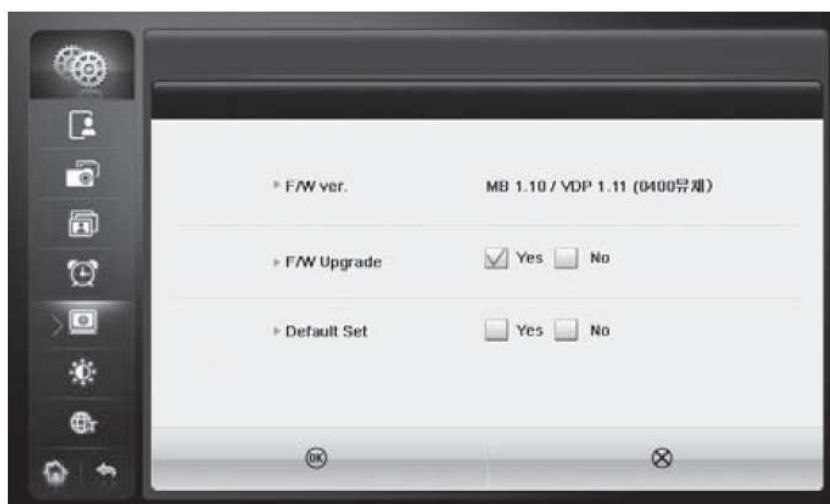 F/W ver. MB 1.10 / VDP 1.11 (0400뮤제)
F/W Upgrade Yes No
Default Set Yes No
OK